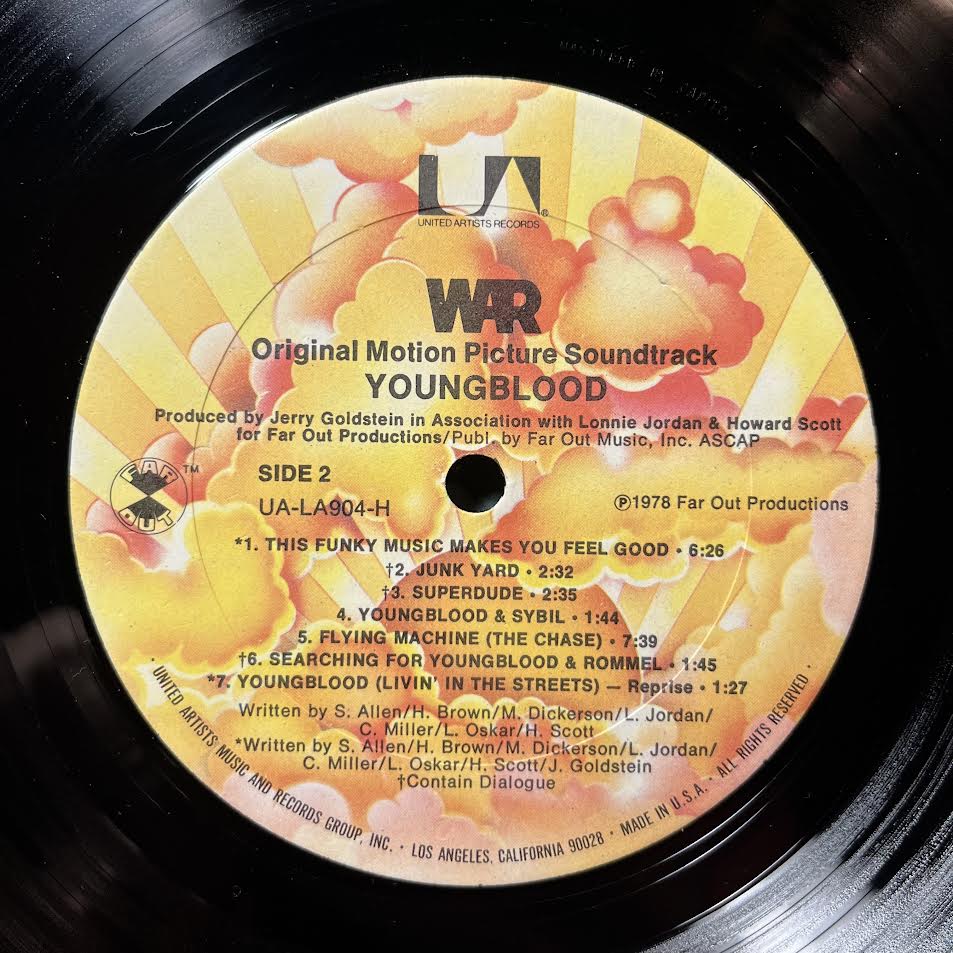 MASTERED BY CAPITOL
UA®
UNITED ARTISTS RECORDS
WAR
Original Motion Picture Soundtrack
YOUNGBLOOD
Produced by Jerry Goldstein in Association with Lonnie Jordan & Howard Scott
for Far Out Productions/Publ. by Far Out Music, Inc. ASCAP
FAR OUT ™
SIDE 2
UA-LA904-H
℗1978 Far Out Productions
*1. THIS FUNKY MUSIC MAKES YOU FEEL GOOD • 6:26
†2. JUNK YARD • 2:32
†3. SUPERDUDE • 2:35
4. YOUNGBLOOD & SYBIL • 1:44
5. FLYING MACHINE (THE CHASE) • 7:39
†6. SEARCHING FOR YOUNGBLOOD & ROMMEL • 1:45
*7. YOUNGBLOOD (LIVIN' IN THE STREETS) — Reprise • 1:27
Written by S. Allen/H. Brown/M. Dickerson/L. Jordan/
C. Miller/L. Oskar/H. Scott
*Written by S. Allen/H. Brown/M. Dickerson/L. Jordan/
C. Miller/L. Oskar/H. Scott/J. Goldstein
†Contain Dialogue
• UNITED ARTISTS MUSIC AND RECORDS GROUP, INC. • LOS ANGELES, CALIFORNIA 90028 • MADE IN U.S.A. • ALL RIGHTS RESERVED •